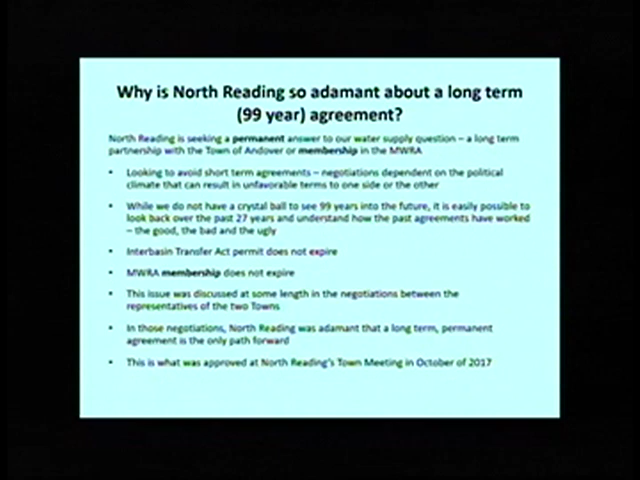 Why is North Reading so adamant about a long term
(99 year) agreement?
North Reading is seeking a permanent answer to our water supply question – a long term
partnership with the Town of Andover or membership in the MWRA
• Looking to avoid short term agreements – negotiations dependent on the political
climate that can result in unfavorable terms to one side or the other
• While we do not have a crystal ball to see 99 years into the future, it is easily possible to
look back over the past 27 years and understand how the past agreements have worked
– the good, the bad and the ugly
• Interbasin Transfer Act permit does not expire
• MWRA membership does not expire
• This issue was discussed at some length in the negotiations between the
representatives of the two Towns
• In those negotiations, North Reading was adamant that a long term, permanent
agreement is the only path forward
• This is what was approved at North Reading's Town Meeting in October of 2017